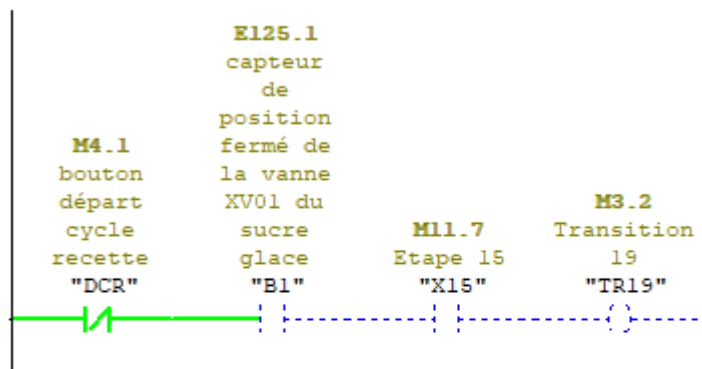 M4.1
bouton
départ
cycle
recette
"DCR"
E125.1
capteur
de
position
fermé de
la vanne
XV01 du
sucre
glace
"B1"
M11.7
Etape 15
"X15"
M3.2
Transition
19
"TR19"